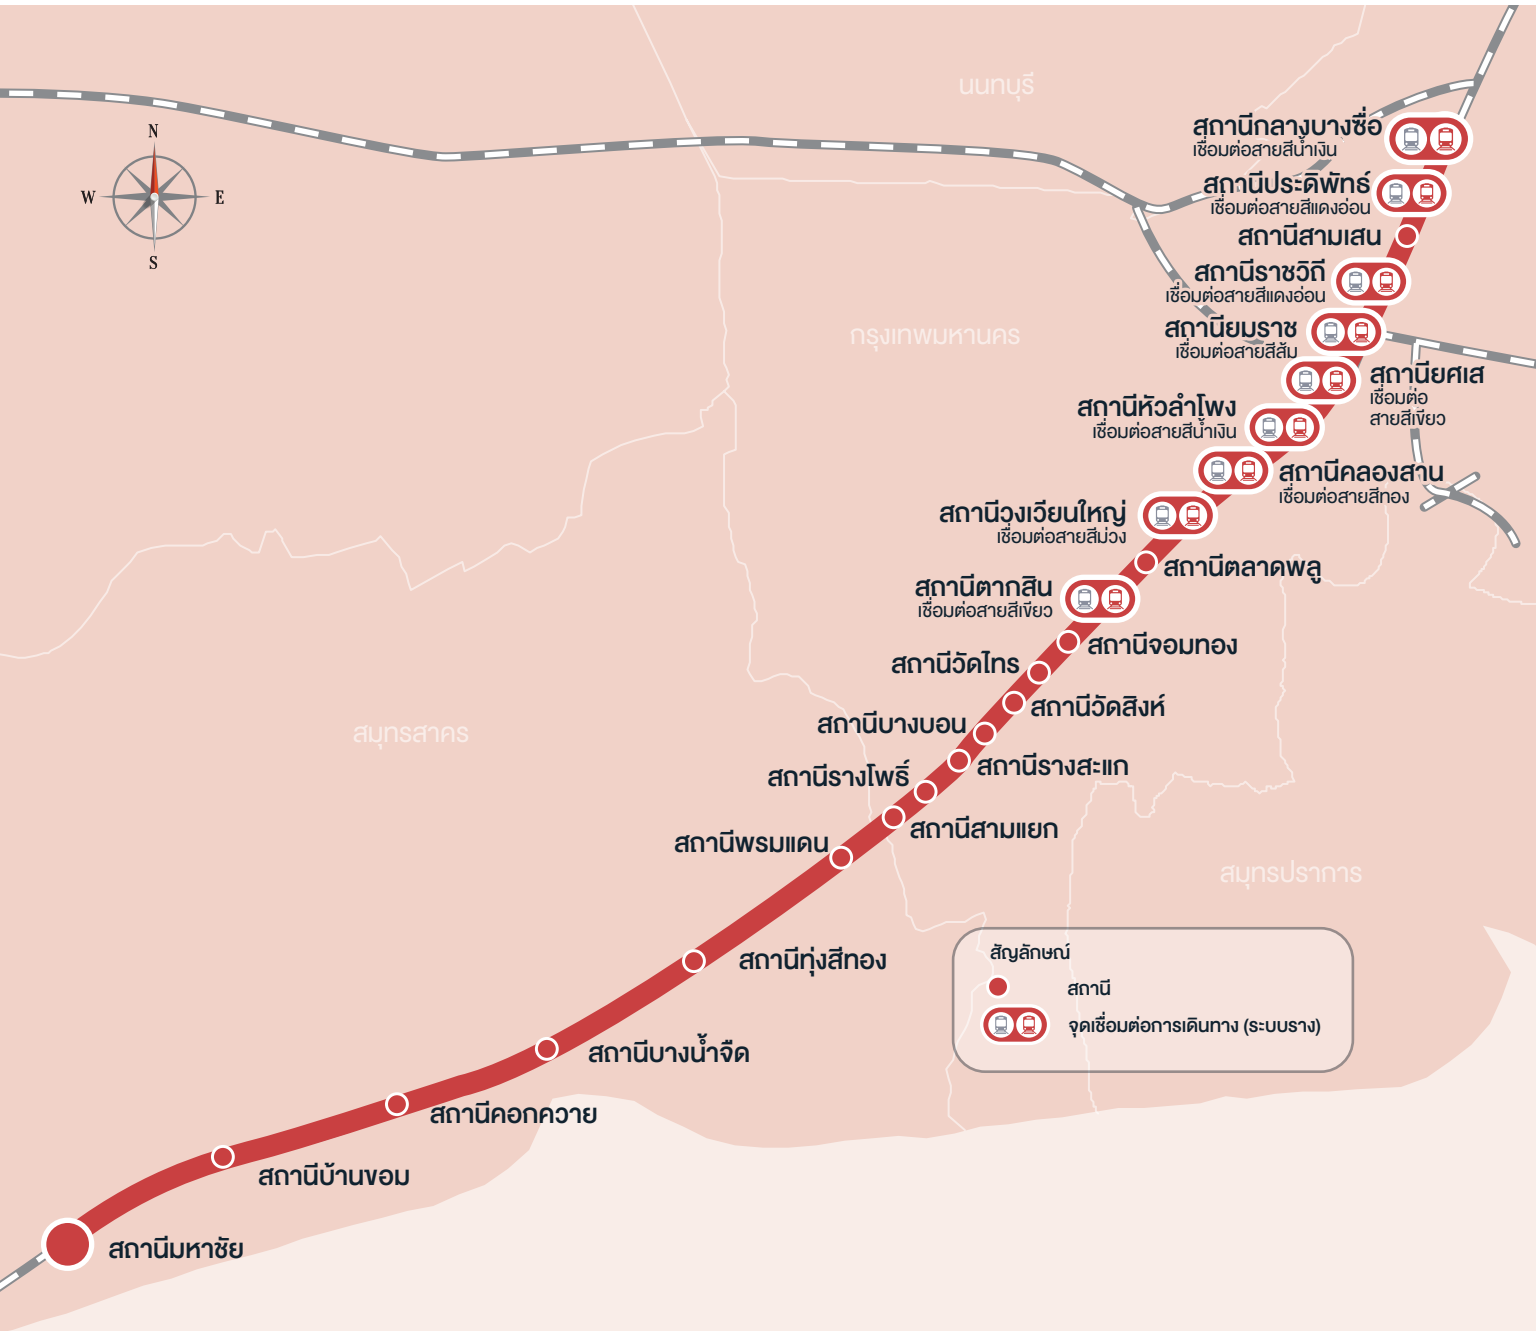 นนทบุรี
สถานีกลางบางซื่อ
เชื่อมต่อสายสีน้ำเงิน
N
W
E
S
สถานีประดิพัทธ์
เชื่อมต่อสายสีแดงอ่อน
สถานีสามเสน
สถานีราชวิถี
เชื่อมต่อสายสีแดงอ่อน
กรุงเทพมหานคร
สถานียมราช
เชื่อมต่อสายสีส้ม
สถานียศเส
เชื่อมต่อ
สายสีเขียว
สถานีหัวลำโพง
เชื่อมต่อสายสีน้ำเงิน
สถานีคลองสาน
เชื่อมต่อสายสีทอง
สถานีวงเวียนใหญ่
เชื่อมต่อสายสีม่วง
สถานีตลาดพลู
สถานีตากสิน
เชื่อมต่อสายสีเขียว
สถานีจอมทอง
สถานีวัดไทร
สถานีวัดสิงห์
สถานีบางบอน
สมุทรสาคร
สถานีรางสะแก
สถานีรางโพธิ์
สถานีสามแยก
สถานีพรมแดน
สมุทรปราการ
สถานีทุ่งสีทอง
สัญลักษณ์
สถานี
จุดเชื่อมต่อการเดินทาง (ระบบราง)
สถานีบางน้ำจืด
สถานีคอกควาย
สถานีบ้านขอม
สถานีมหาชัย